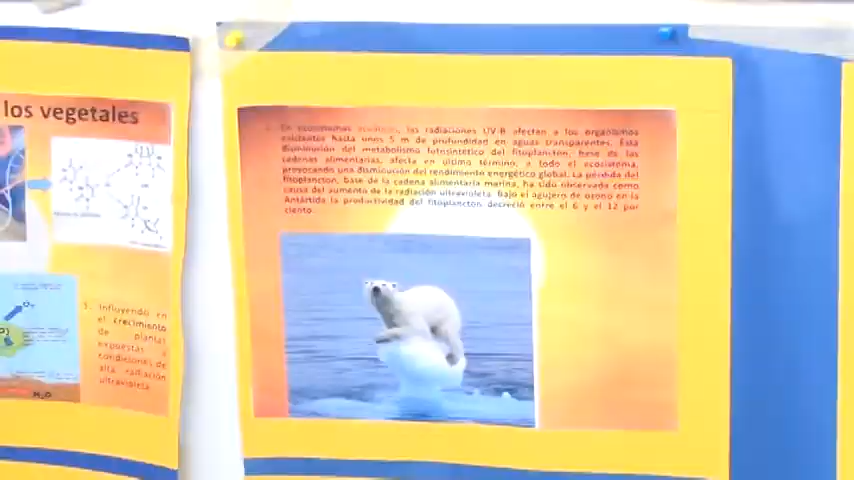 los vegetales
3. Influyendo en
el crecimiento
de plantas
expuestas a
condiciones de
alta radiación
ultravioleta.
H₂O
En ecosistemas acuáticos, las radiaciones UV-B afectan a los organismos
existentes hasta unos 5 m de profundidad en aguas transparentes. Esta
disminución del metabolismo fotosintético del fitoplancton, base de las
cadenas alimentarias, afecta en último término, a todo el ecosistema,
provocando una disminución del rendimiento energético global. La pérdida del
fitoplancton, base de la cadena alimentaria marina, ha sido observada como
causa del aumento de la radiación ultravioleta. Bajo el agujero de ozono en la
Antártida la productividad del fitoplancton decreció entre el 6 y el 12 por
ciento.